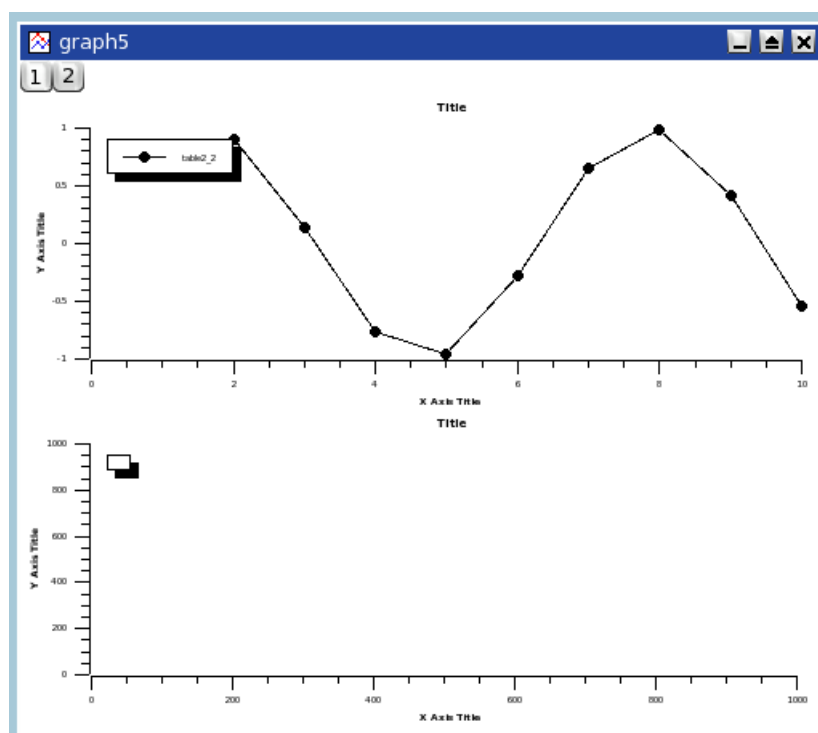 graph5
1 2
Title
1
table2_2
0.5
0
-0.5
-1
Y Axis Title
0 2 4 6 8 10
X Axis Title
Title
1000
800
600
400
200
0
Y Axis Title
0 200 400 600 800 1000
X Axis Title